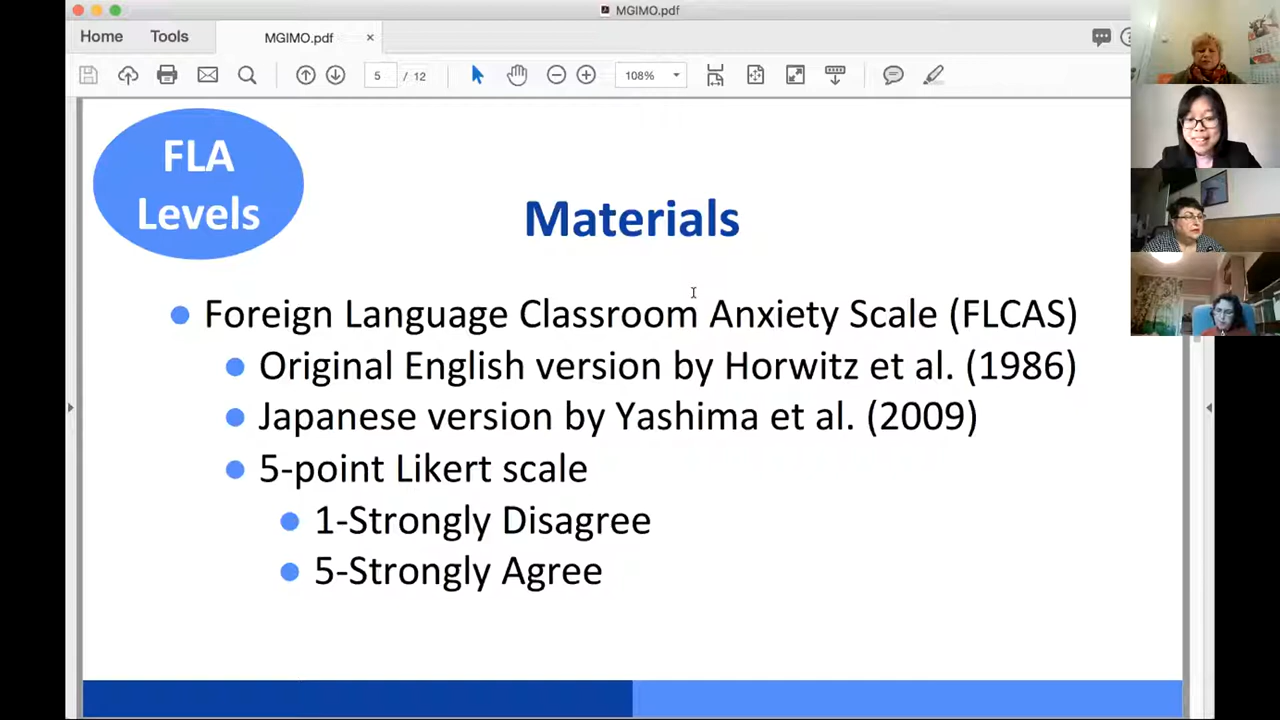 MGIMO.pdf
Home
Tools
MGIMO.pdf
5 / 12
108%
FLA
Levels
Materials
Foreign Language Classroom Anxiety Scale (FLCAS)
Original English version by Horwitz et al. (1986)
Japanese version by Yashima et al. (2009)
5-point Likert scale
1-Strongly Disagree
5-Strongly Agree